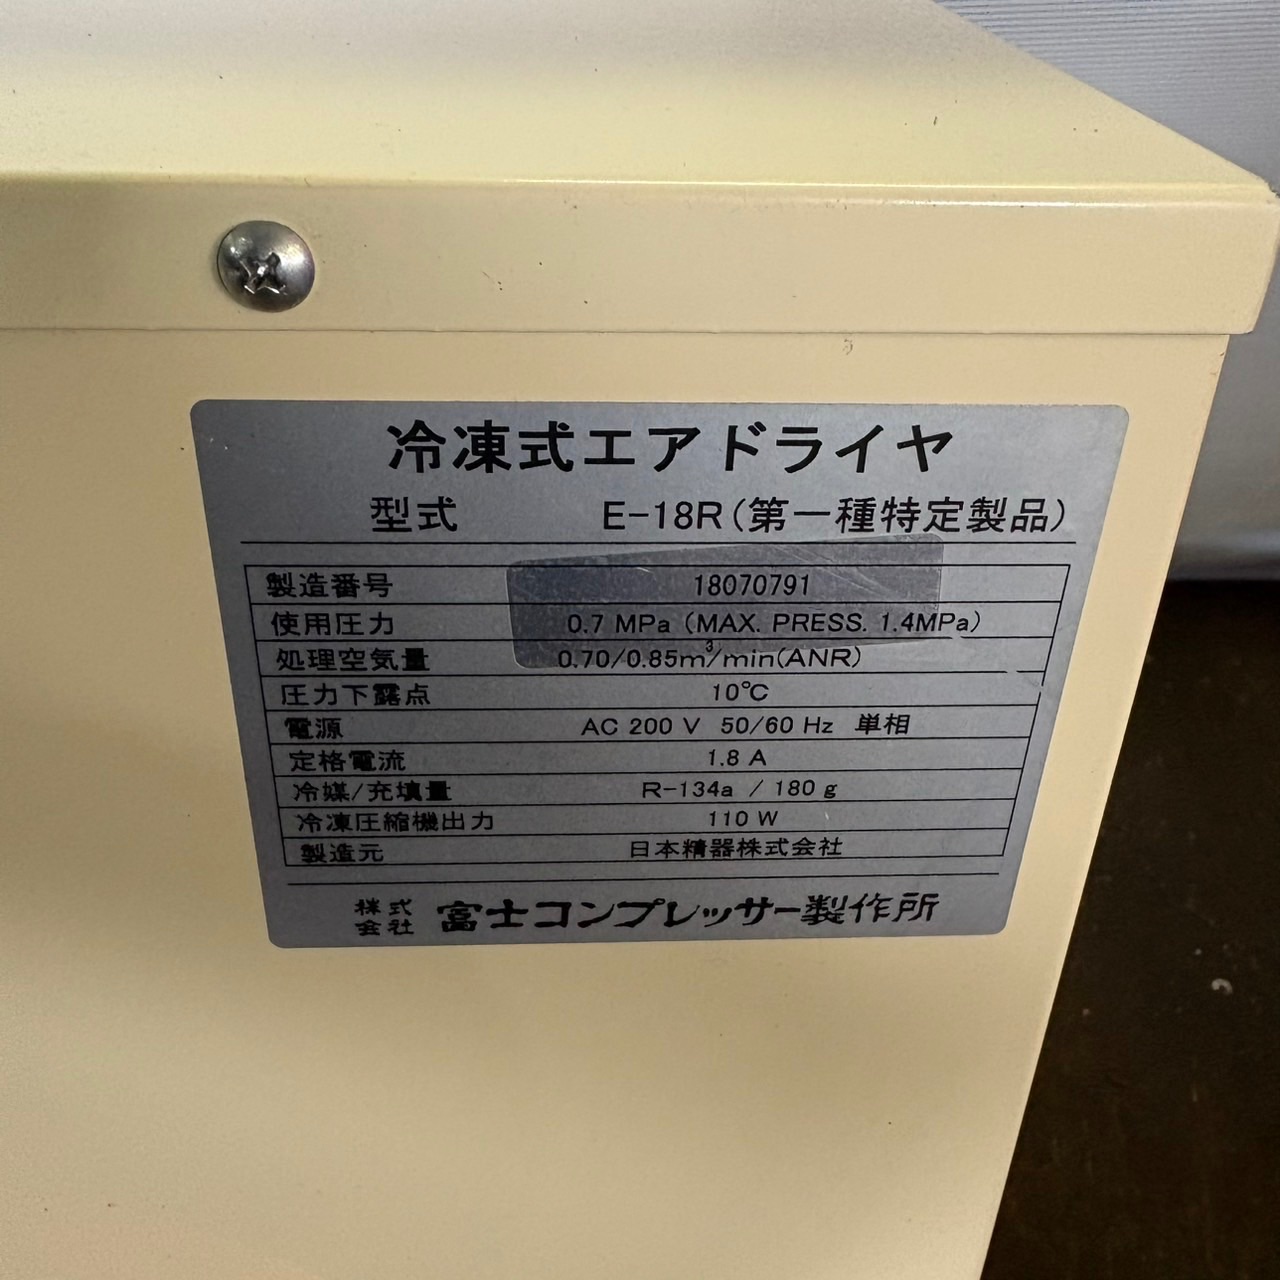 冷凍式エアドライヤ
型式 E-18R(第一種特定製品)
製造番号 18070791
使用圧力 0.7 MPa (MAX. PRESS. 1.4MPa)
処理空気量 0.70/0.85m³/min(ANR)
圧力下露点 10℃
電源 AC 200 V 50/60 Hz 単相
定格電流 1.8 A
冷媒/充填量 R-134a / 180 g
冷凍圧縮機出力 110 W
製造元 日本精器株式会社
株式会社 富士コンプレッサー製作所